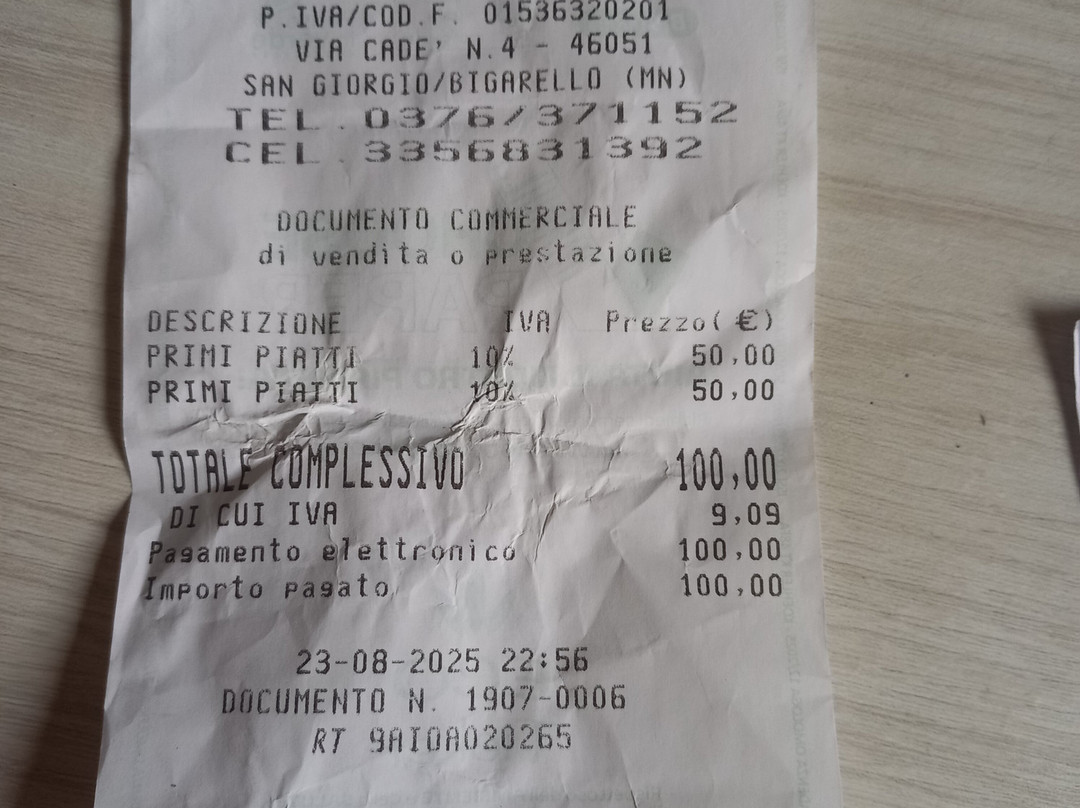 P.IVA/COD.F. 01536320201
VIA CADE' N.4 - 46051
SAN GIORGIO/BIGARELLO (MN)
TEL.0376/371152
CEL.3356831392
DOCUMENTO COMMERCIALE
di vendita o prestazione
DESCRIZIONE IVA Prezzo(€)
PRIMI PIATTI 10% 50,00
PRIMI PIATTI 10% 50,00
TOTALE COMPLESSIVO 100,00
DI CUI IVA 9,09
Pagamento elettronico 100,00
Importo pagato 100,00
23-08-2025 22:56
DOCUMENTO N. 1907-0006
RT 9AIOA020265